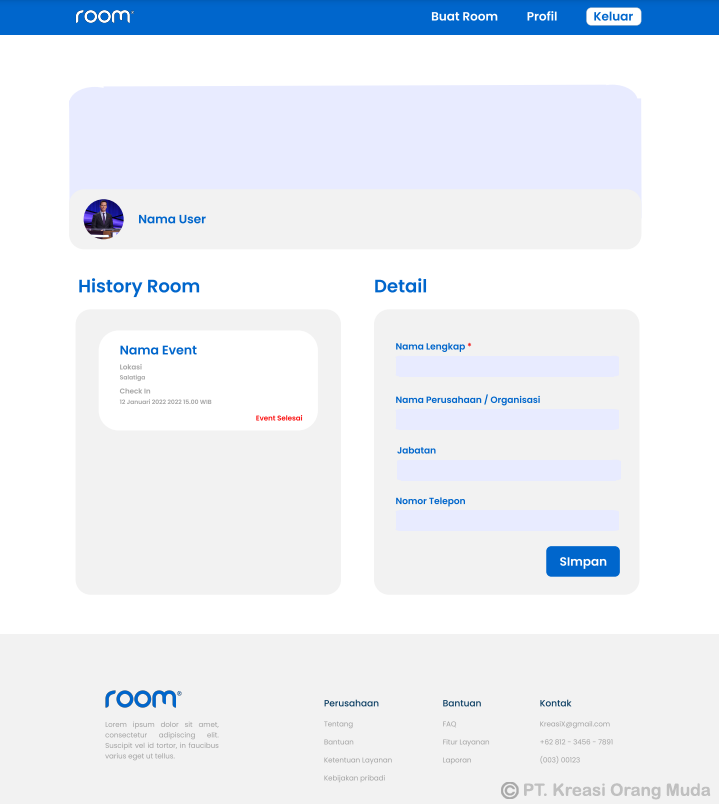 room
Buat Room
Profil
Keluar
Nama User
History Room
Nama Event
Lokasi
Salatiga
Check In
12 Januari 2022 2022 15.00 WIB
Event Selesai
Detail
Nama Lengkap *
Nama Perusahaan / Organisasi
Jabatan
Nomor Telepon
SImpan
room®
Lorem ipsum dolor sit amet,
consectetur adipiscing elit.
Suscipit vel id tortor, in faucibus
varius eget ut tellus.
Perusahaan
Tentang
Bantuan
Ketentuan Layanan
Kebijakan pribadi
Bantuan
FAQ
Fitur Layanan
Laporan
Kontak
KreasiX@gmail.com
+62 812 - 3456 - 7891
(003) 00123
© PT. Kreasi Orang Muda